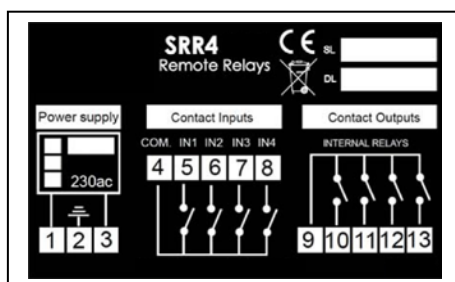 SRR4
Remote Relays
CE
SL
DL
Power supply
Contact Inputs
Contact Outputs
COM. IN1 IN2 IN3 IN4
INTERNAL RELAYS
230ac
4 5 6 7 8
1 2 3
9 10 11 12 13